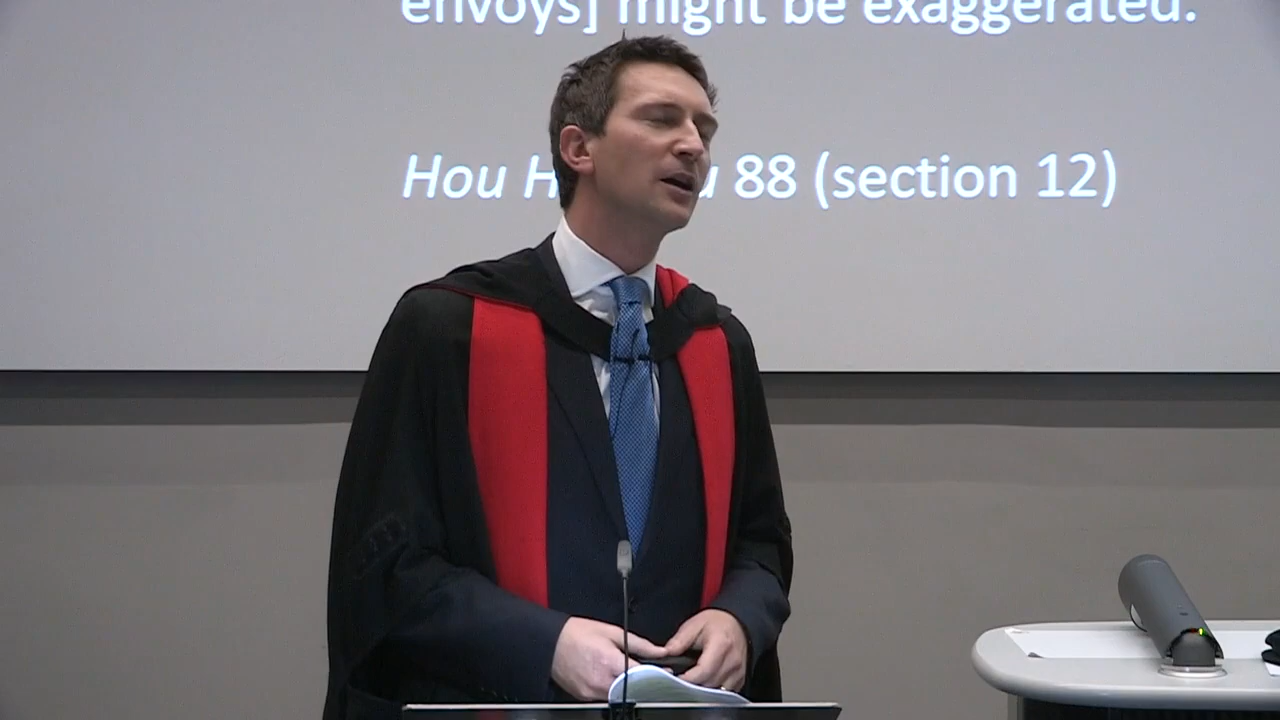 envoys] might be exaggerated.
Hou H u 88 (section 12)